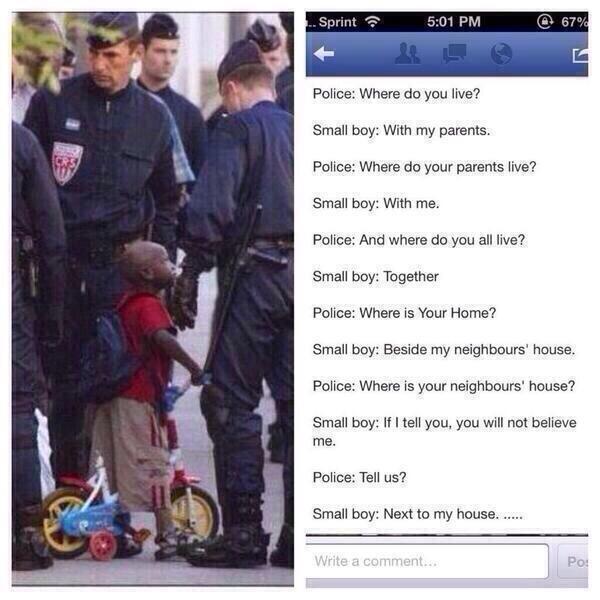 .. Sprint 5:01 PM 67%
CRS
Police: Where do you live?
Small boy: With my parents.
Police: Where do your parents live?
Small boy: With me.
Police: And where do you all live?
Small boy: Together
Police: Where is Your Home?
Small boy: Beside my neighbours' house.
Police: Where is your neighbours' house?
Small boy: If I tell you, you will not believe
me.
Police: Tell us?
Small boy: Next to my house. .....
Write a comment...
Pos